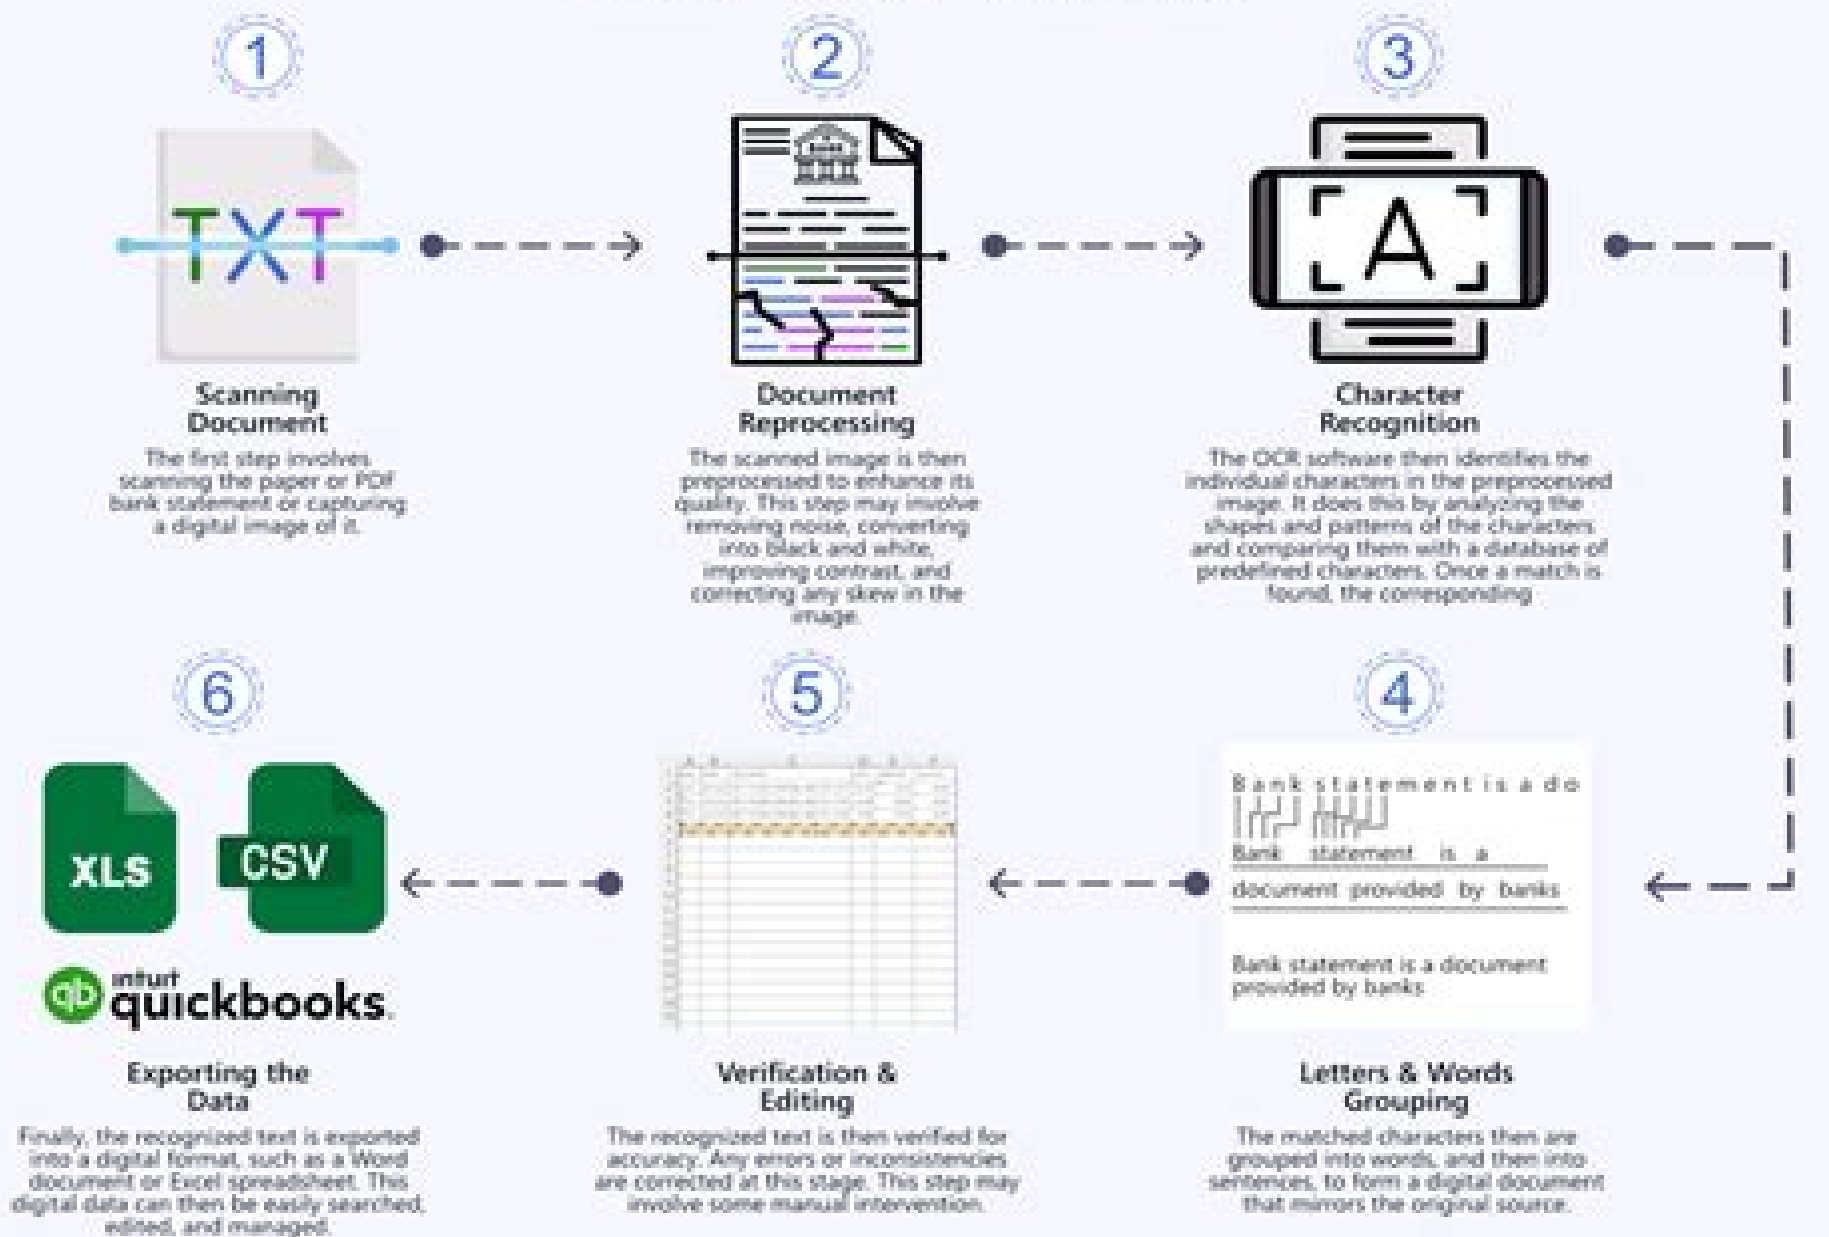 1
TXT
Scanning
Document
The first step involves
scanning the paper or PDF
bank statement or capturing
a digital image of it.
2
BANK
Document
Reprocessing
The scanned image is then
preprocessed to enhance its
quality. This step may involve
removing noise, converting
into black and white,
improving contrast, and
correcting any skew in the
image.
3
A
Character
Recognition
The OCR software then identifies the
individual characters in the preprocessed
image. It does this by analyzing the
shapes and patterns of the characters
and comparing them with a database of
predefined characters. Once a match is
found, the corresponding
4
Bank statement is a do
Bank statement is a
document provided by banks
Bank statement is a document
provided by banks
Letters & Words
Grouping
The matched characters then are
grouped into words, and then into
sentences, to form a digital document
that mirrors the original source.
5
Verification &
Editing
The recognized text is then verified for
accuracy. Any errors or inconsistencies
are corrected at this stage. This step may
involve some manual intervention.
6
XLS
CSV
intuit
qb quickbooks.
Exporting the
Data
Finally, the recognized text is exported
into a digital format, such as a Word
document or Excel spreadsheet. This
digital data can then be easily searched,
edited, and managed.